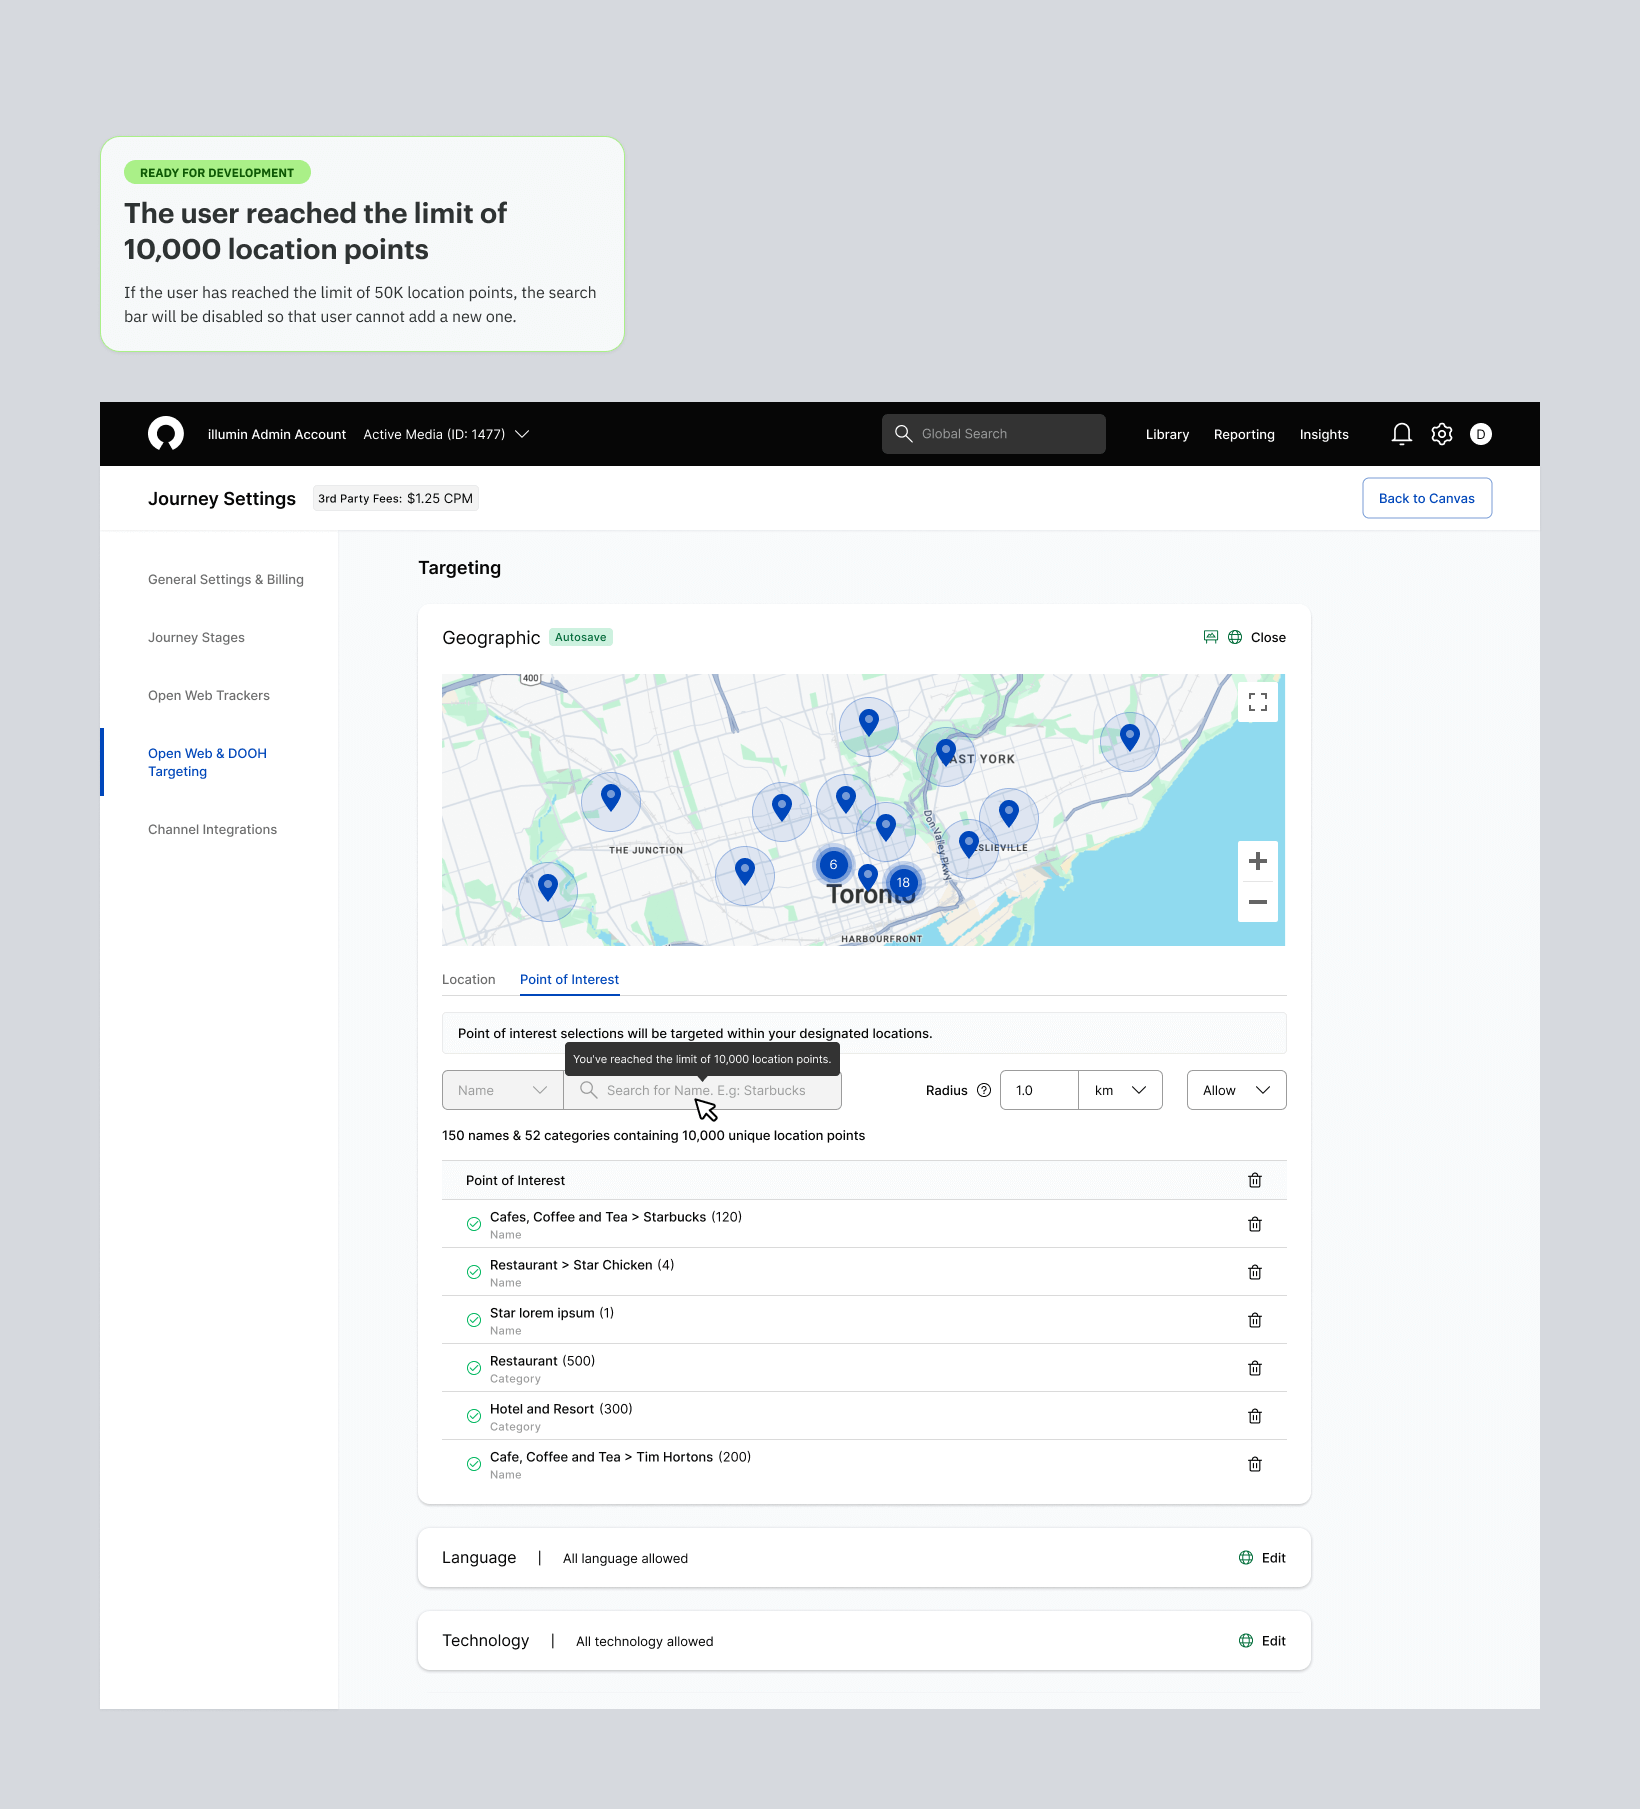 READY FOR DEVELOPMENT
The user reached the limit of
10,000 location points
If the user has reached the limit of 50K location points, the search
bar will be disabled so that user cannot add a new one.
illumin Admin Account Active Media (ID: 1477) Global Search Library Reporting Insights D
Journey Settings 3rd Party Fees: $1.25 CPM Back to Canvas
General Settings & Billing
Journey Stages
Open Web Trackers
Open Web & DOOH
Targeting
Channel Integrations
Targeting
Geographic Autosave Close
400
EAST YORK
Don Valley Pkwy
THE JUNCTION
LESLIEVILLE
6
18
Toronto
HARBOURFRONT
Location Point of Interest
Point of interest selections will be targeted within your designated locations.
You've reached the limit of 10,000 location points.
Name Search for Name. E.g: Starbucks Radius ? 1.0 km Allow
150 names & 52 categories containing 10,000 unique location points
Point of Interest
Cafes, Coffee and Tea > Starbucks (120)
Name
Restaurant > Star Chicken (4)
Name
Star lorem ipsum (1)
Name
Restaurant (500)
Category
Hotel and Resort (300)
Category
Cafe, Coffee and Tea > Tim Hortons (200)
Name
Language | All language allowed Edit
Technology | All technology allowed Edit